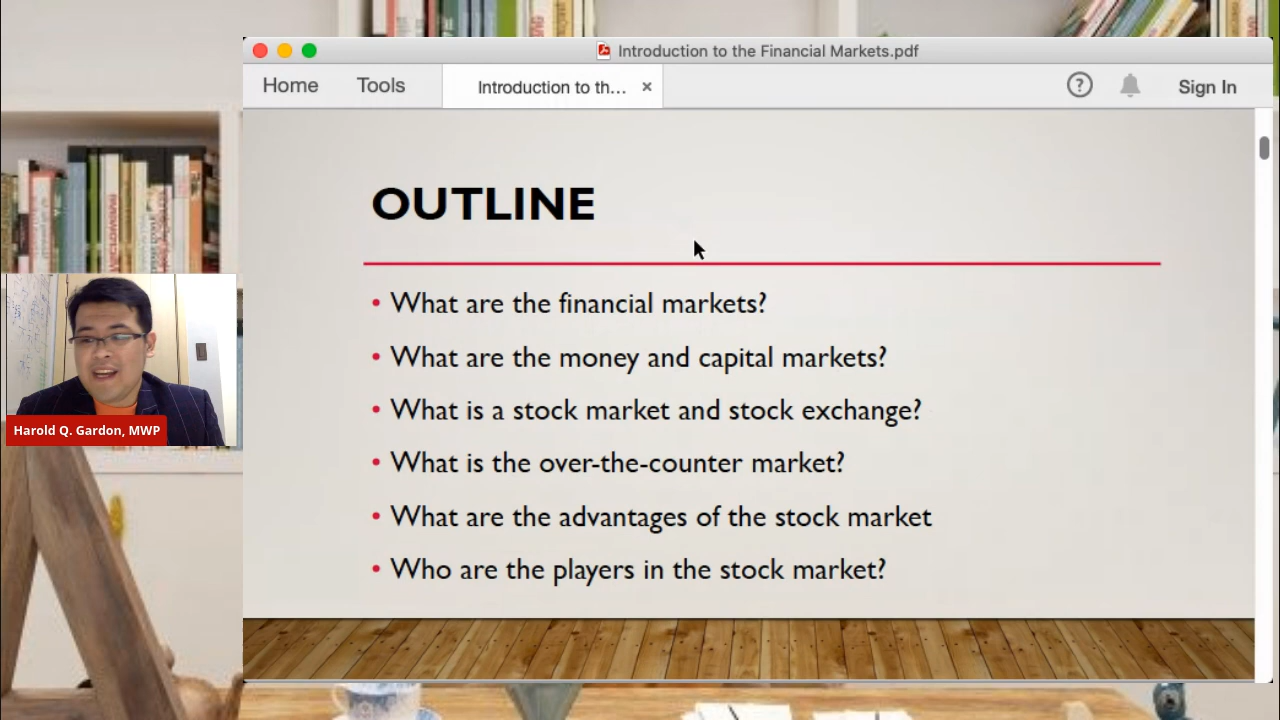 Introduction to the Financial Markets.pdf
Home Tools Introduction to th... × ? Sign In
OUTLINE
• What are the financial markets?
• What are the money and capital markets?
• What is a stock market and stock exchange?
• What is the over-the-counter market?
• What are the advantages of the stock market
• Who are the players in the stock market?
Harold Q. Gardon, MWP